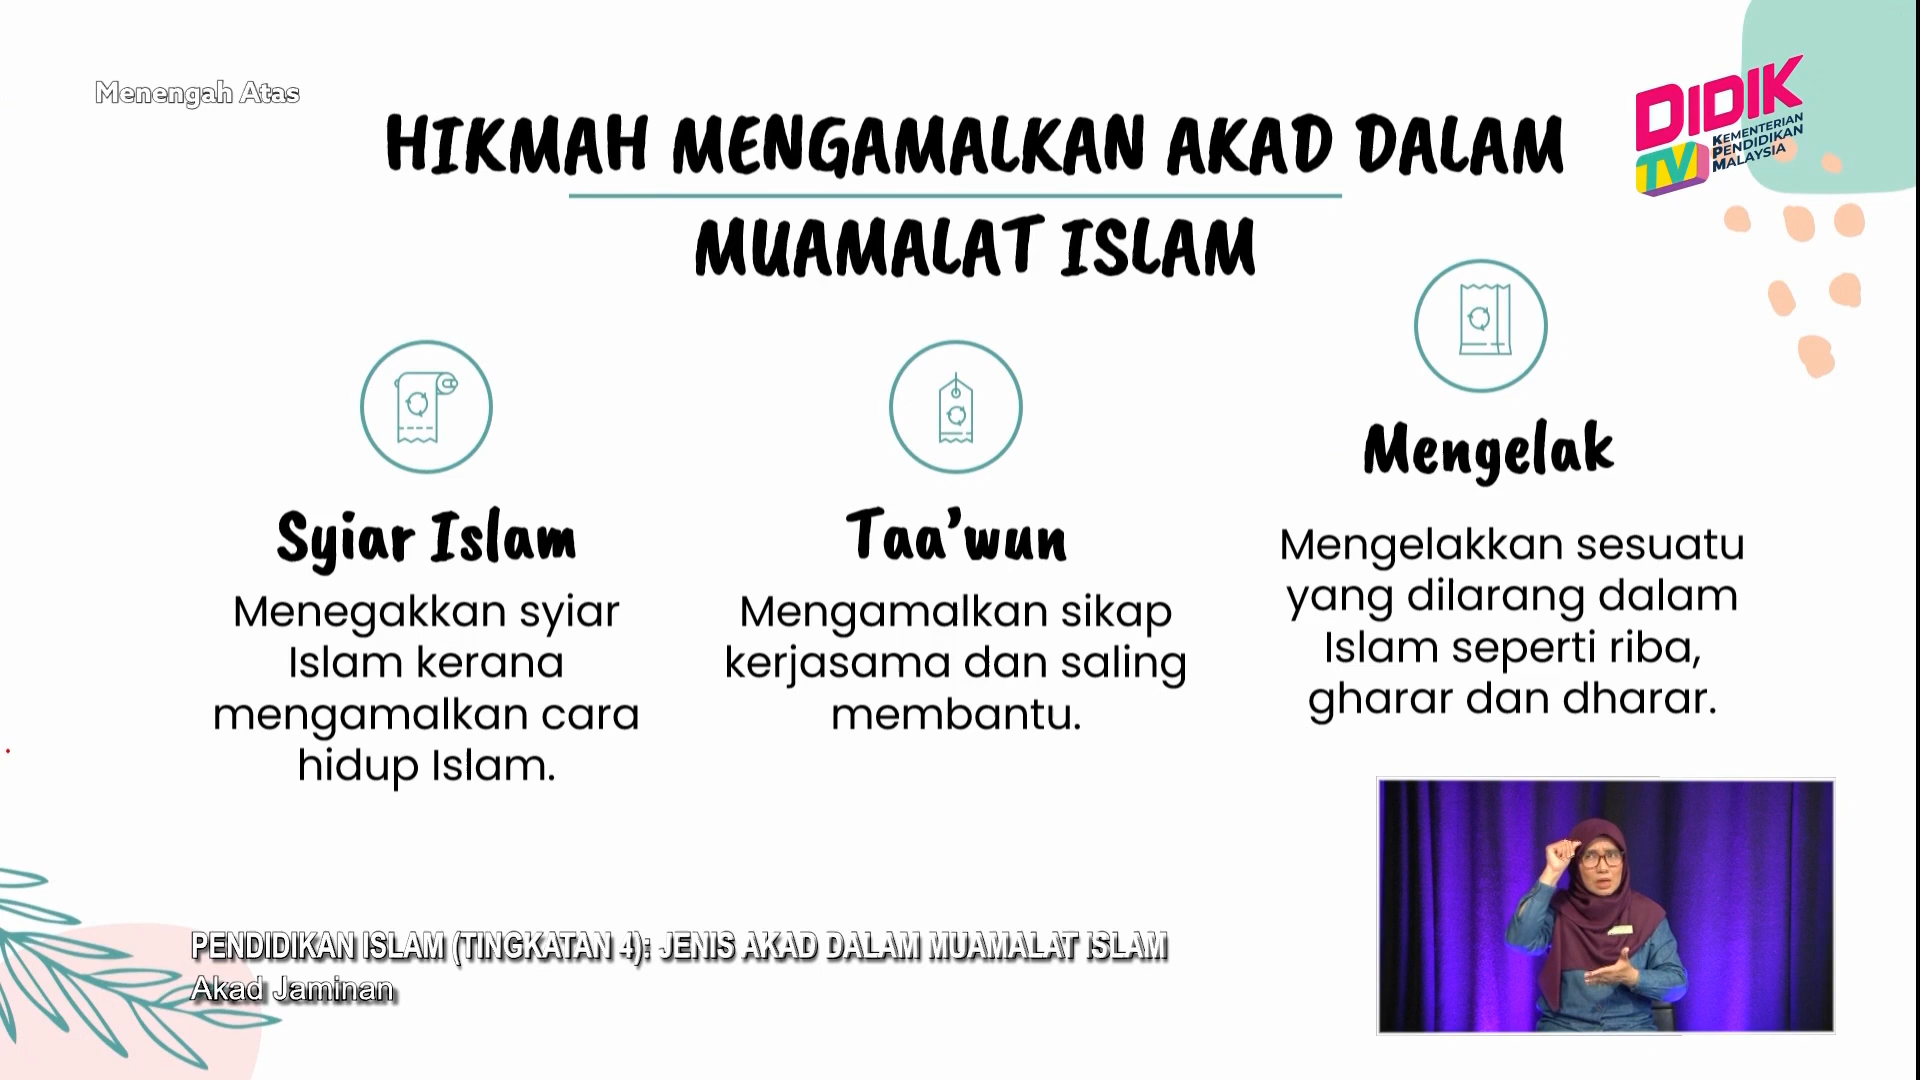 Menengah Atas
DIDIK
TV
KEMENTERIAN
PENDIDIKAN
MALAYSIA
HIKMAH MENGAMALKAN AKAD DALAM
MUAMALAT ISLAM
Syiar Islam
Menegakkan syiar
Islam kerana
mengamalkan cara
hidup Islam.
Taa'wun
Mengamalkan sikap
kerjasama dan saling
membantu.
Mengelak
Mengelakkan sesuatu
yang dilarang dalam
Islam seperti riba,
gharar dan dharar.
PENDIDIKAN ISLAM (TINGKATAN 4): JENIS AKAD DALAM MUAMALAT ISLAM
Akad Jaminan